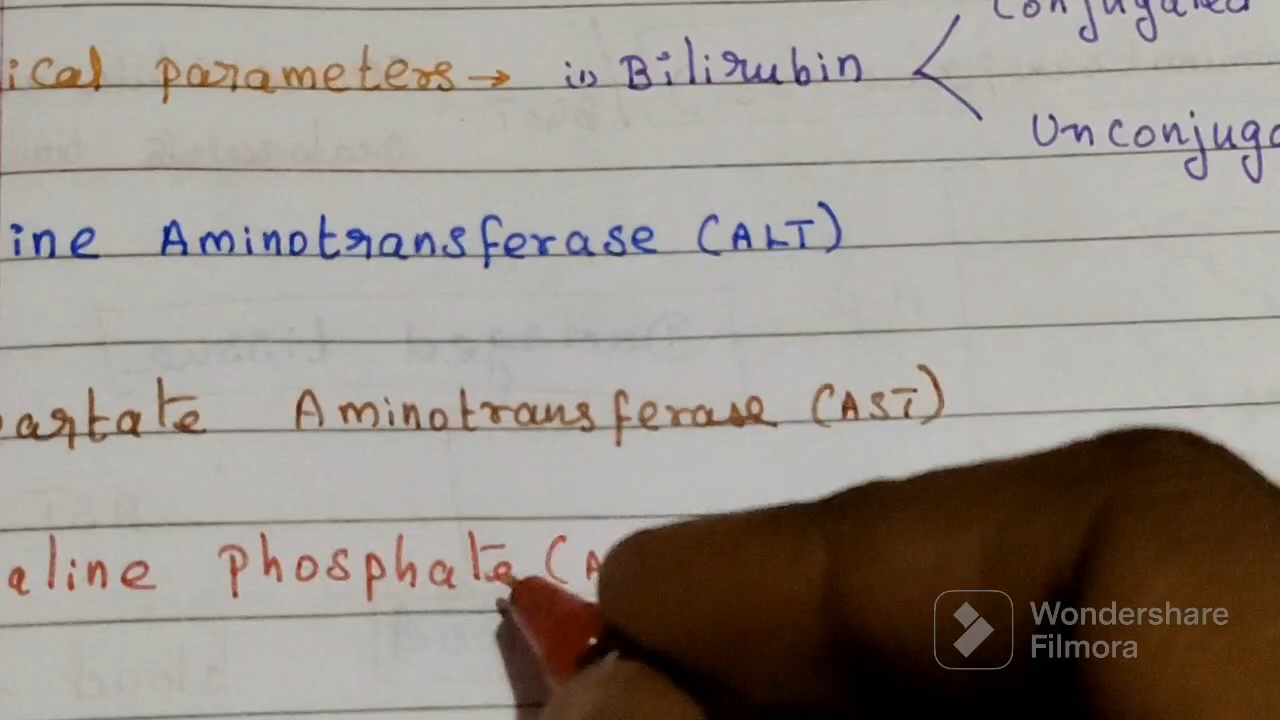 Conjugated
ical parameters → i) Bilirubin
Unconjuga
ine Aminotransferase (ALT)
artate Aminotransferase (AST)
aline phosphate (A
Wondershare
Filmora